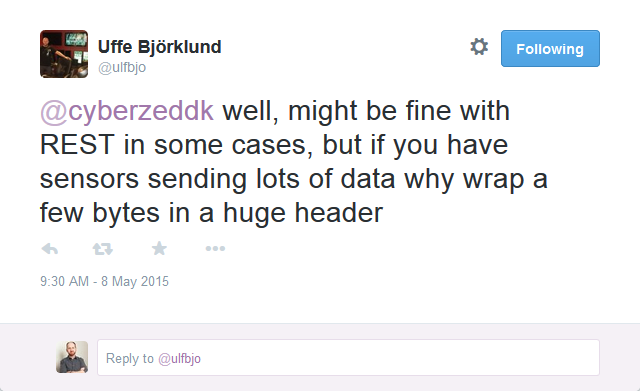 Uffe Björklund
@ulfbjo
Following
@cyberzeddk well, might be fine with
REST in some cases, but if you have
sensors sending lots of data why wrap a
few bytes in a huge header
9:30 AM - 8 May 2015
Reply to @ulfbjo